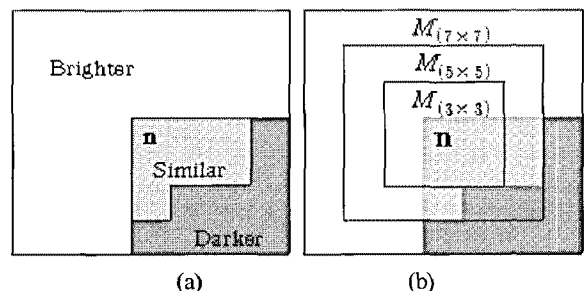 Brighter
n
Similar
Darker
(a)
M(7×7)
M(5×5)
M(3×3)
n
(b)